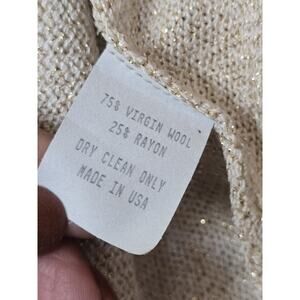 75% VIRGIN WOOL
25% RAYON
DRY CLEAN ONLY
MADE IN USA